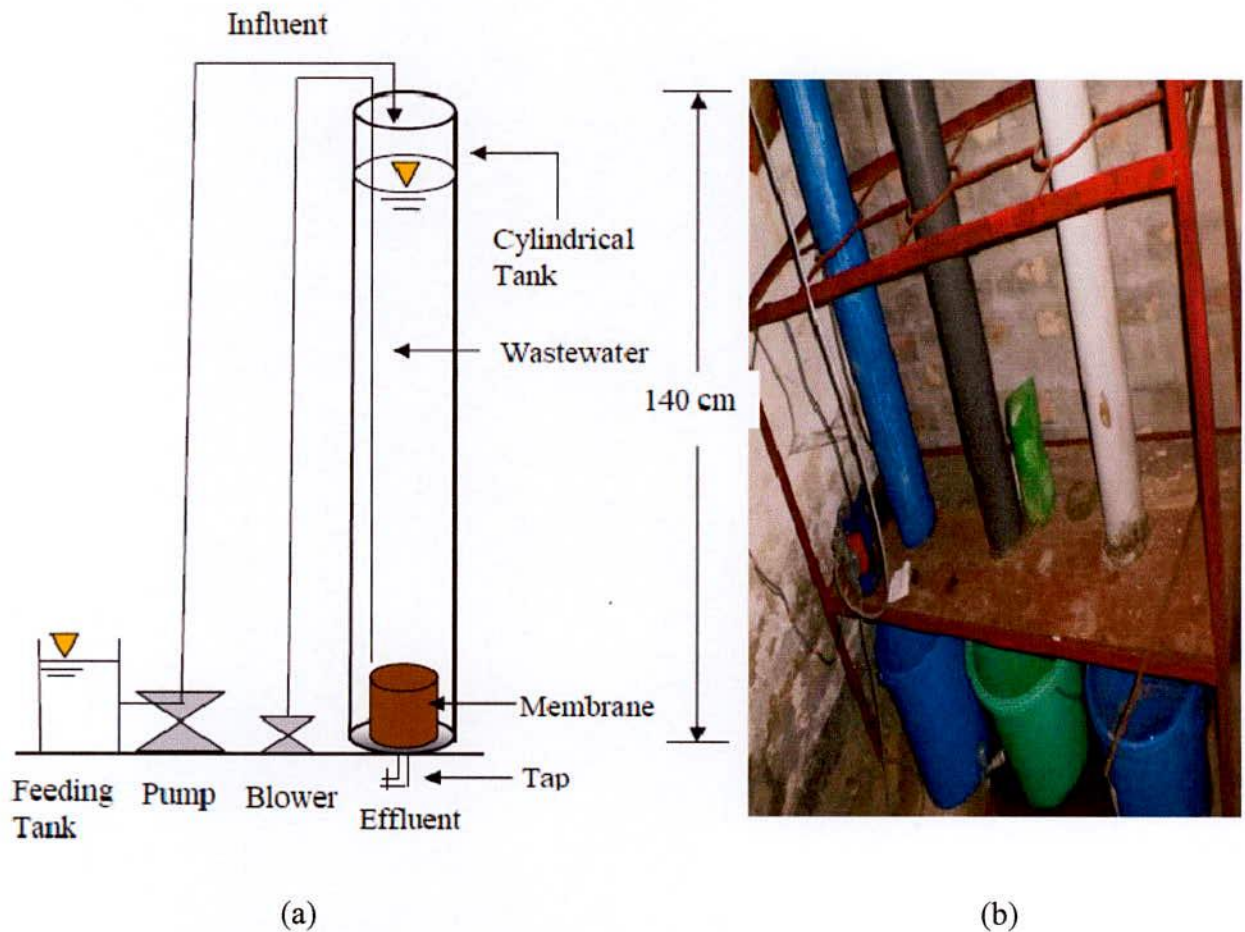 Influent
Cylindrical
Tank
Wastewater
140 cm
Membrane
Tap
Feeding
Tank
Pump
Blower
Effluent
(a)
(b)